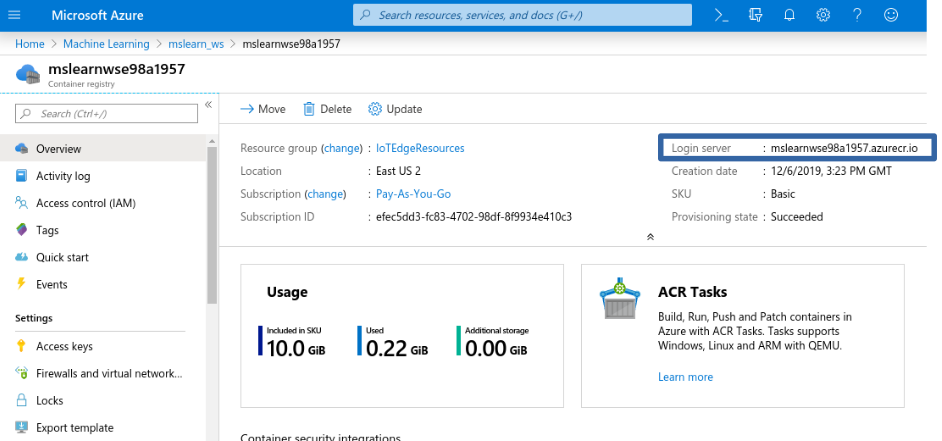 Microsoft Azure
Search resources, services, and docs (G+/)
Home > Machine Learning > mslearn_ws > mslearnwse98a1957
mslearnwse98a1957
Container registry
Search (Ctrl+/)
Overview
Activity log
Access control (IAM)
Tags
Quick start
Events
Settings
Access keys
Firewalls and virtual network...
Locks
Export template
Move Delete Update
Resource group (change) : IoTEdgeResources
Location : East US 2
Subscription (change) : Pay-As-You-Go
Subscription ID : efec5dd3-fc83-4702-98df-8f9934e410c3
Login server : mslearnwse98a1957.azurecr.io
Creation date : 12/6/2019, 3:23 PM GMT
SKU : Basic
Provisioning state : Succeeded
Usage
Included in SKU
10.0 GiB
Used
0.22 GiB
Additional storage
0.00 GiB
ACR Tasks
Build, Run, Push and Patch containers in
Azure with ACR Tasks. Tasks supports
Windows, Linux and ARM with QEMU.
Learn more
Container security integrations